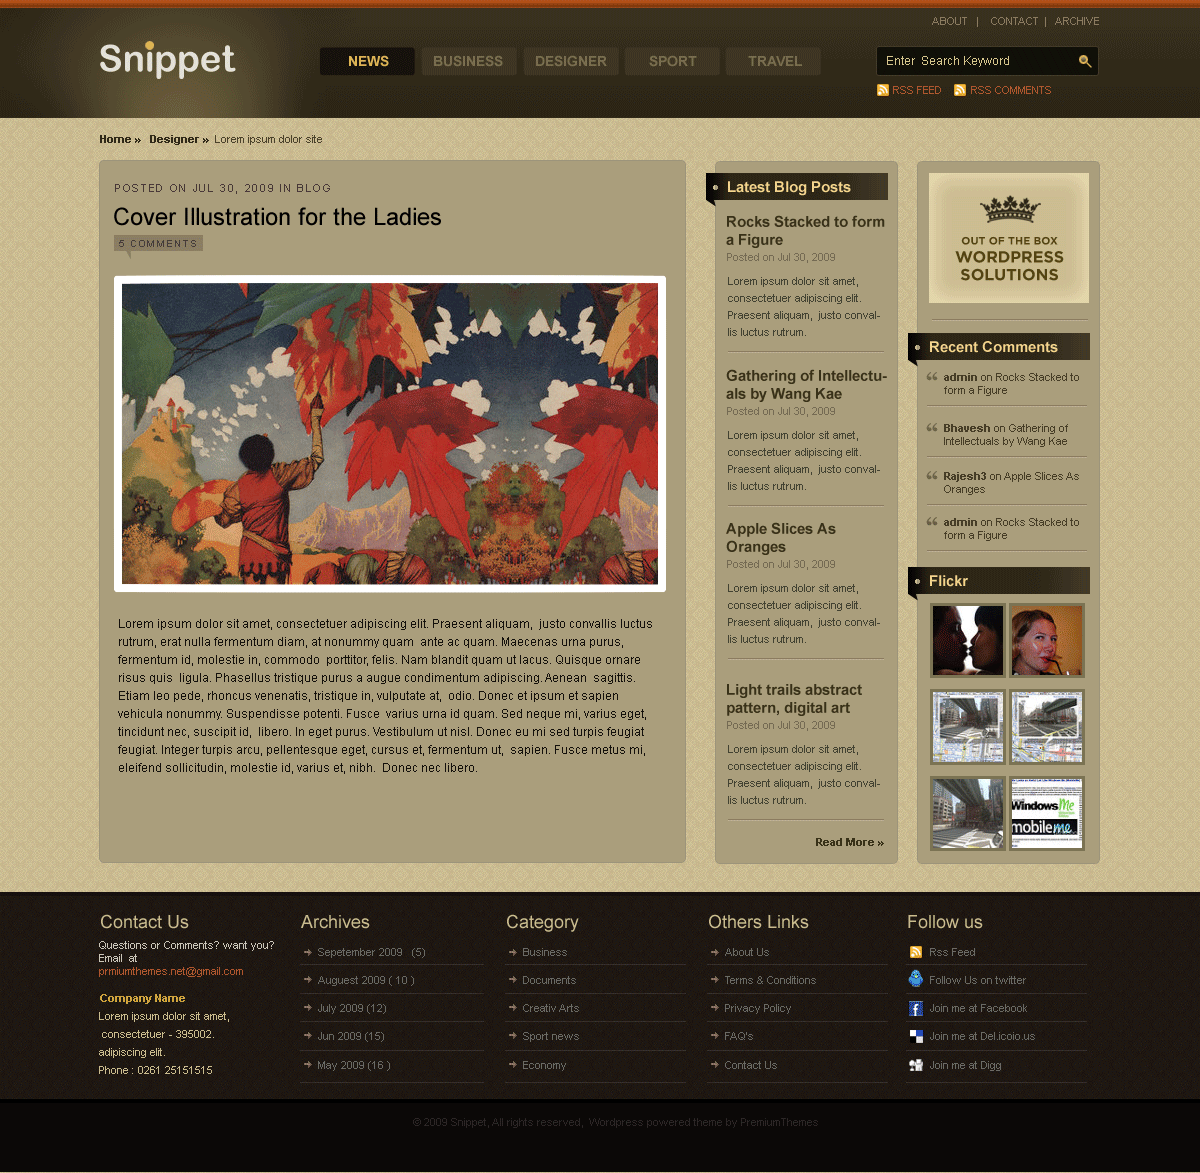 ABOUT | CONTACT | ARCHIVE
Snippet
NEWS BUSINESS DESIGNER SPORT TRAVEL
Enter Search Keyword
RSS FEED RSS COMMENTS
Home » Designer » Lorem ipsum dolor site
POSTED ON JUL 30, 2009 IN BLOG
Cover Illustration for the Ladies
5 COMMENTS
Lorem ipsum dolor sit amet, consectetuer adipiscing elit. Praesent aliquam, justo convallis luctus
rutrum, erat nulla fermentum diam, at nonummy quam ante ac quam. Maecenas urna purus,
fermentum id, molestie in, commodo porttitor, felis. Nam blandit quam ut lacus. Quisque ornare
risus quis ligula. Phasellus tristique purus a augue condimentum adipiscing. Aenean sagittis.
Etiam leo pede, rhoncus venenatis, tristique in, vulputate at, odio. Donec et ipsum et sapien
vehicula nonummy. Suspendisse potenti. Fusce varius urna id quam. Sed neque mi, varius eget,
tincidunt nec, suscipit id, libero. In eget purus. Vestibulum ut nisl. Donec eu mi sed turpis feugiat
feugiat. Integer turpis arcu, pellentesque eget, cursus et, fermentum ut, sapien. Fusce metus mi,
eleifend sollicitudin, molestie id, varius et, nibh. Donec nec libero.
Latest Blog Posts
Rocks Stacked to form
a Figure
Posted on Jul 30, 2009
Lorem ipsum dolor sit amet,
consectetuer adipiscing elit.
Praesent aliquam, justo conval-
lis luctus rutrum.
Gathering of Intellectu-
als by Wang Kae
Posted on Jul 30, 2009
Lorem ipsum dolor sit amet,
consectetuer adipiscing elit.
Praesent aliquam, justo conval-
lis luctus rutrum.
Apple Slices As
Oranges
Posted on Jul 30, 2009
Lorem ipsum dolor sit amet,
consectetuer adipiscing elit.
Praesent aliquam, justo conval-
lis luctus rutrum.
Light trails abstract
pattern, digital art
Posted on Jul 30, 2009
Lorem ipsum dolor sit amet,
consectetuer adipiscing elit.
Praesent aliquam, justo conval-
lis luctus rutrum.
Read More »
OUT OF THE BOX
WORDPRESS
SOLUTIONS
Recent Comments
admin on Rocks Stacked to
form a Figure
Bhavesh on Gathering of
Intellectuals by Wang Kae
Rajesh3 on Apple Slices As
Oranges
admin on Rocks Stacked to
form a Figure
Flickr
Windows Me
mobileme
Contact Us
Questions or Comments? want you?
Email at
prmiumthemes.net@gmail.com
Company Name
Lorem ipsum dolor sit amet,
consectetuer - 395002.
adipiscing elit.
Phone : 0261 25151515
Archives
Sepetember 2009 (5)
Auguest 2009 ( 10 )
July 2009 (12)
Jun 2009 (15)
May 2009 (16 )
Category
Business
Documents
Creativ Arts
Sport news
Economy
Others Links
About Us
Terms & Conditions
Privacy Policy
FAQ's
Contact Us
Follow us
Rss Feed
Follow Us on twitter
Join me at Facebook
Join me at Del.icoio.us
Join me at Digg
© 2009 Snippet, All rights reserved, Wordpress powered theme by PremiumThemes